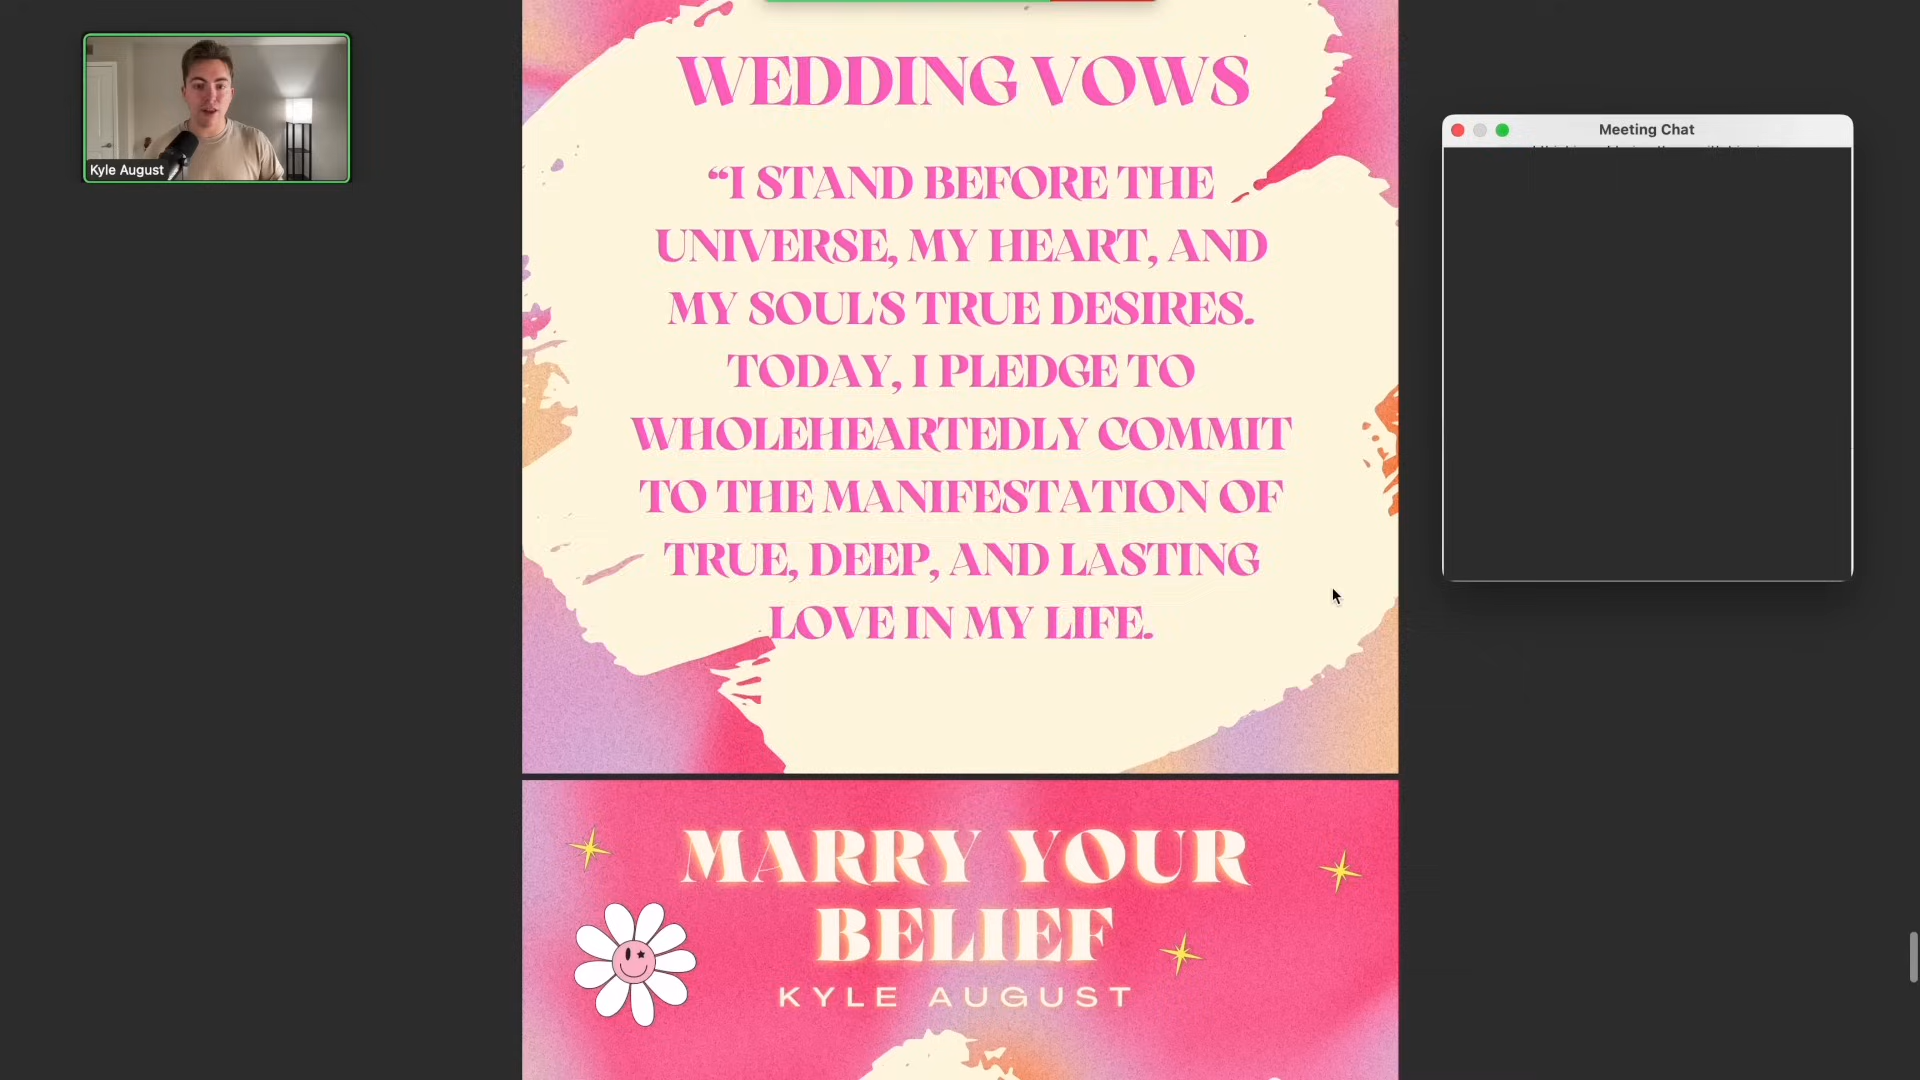 WEDDING VOWS
“I STAND BEFORE THE
UNIVERSE, MY HEART, AND
MY SOUL'S TRUE DESIRES.
TODAY, I PLEDGE TO
WHOLEHEARTEDLY COMMIT
TO THE MANIFESTATION OF
TRUE, DEEP, AND LASTING
LOVE IN MY LIFE.
MARRY YOUR
BELIEF
KYLE AUGUST
Kyle August
Meeting Chat